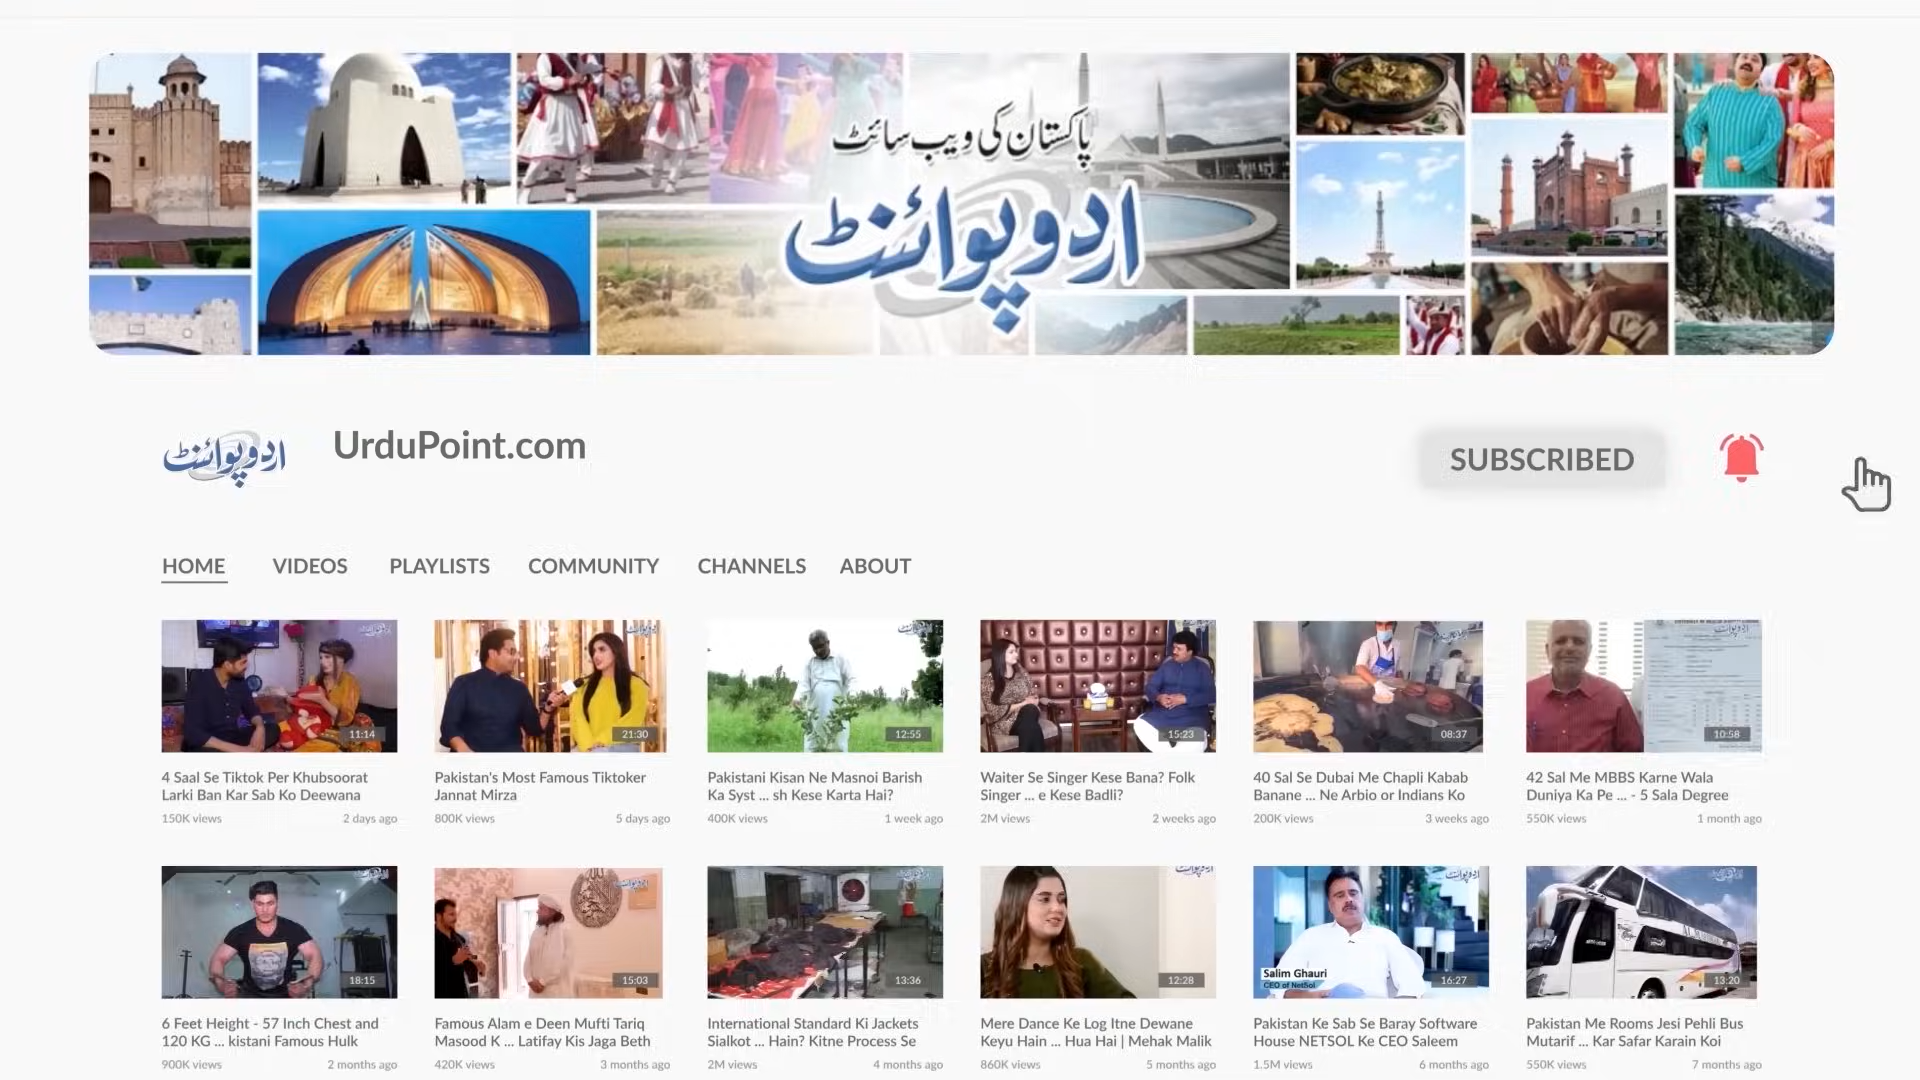 پاکستان کی ویب سائٹ
اردو پوائنٹ
اردو پوائنٹ
UrduPoint.com
SUBSCRIBED
HOME
VIDEOS
PLAYLISTS
COMMUNITY
CHANNELS
ABOUT
11:14
21:30
12:55
15:23
08:37
10:58
4 Saal Se Tiktok Per Khubsoorat
Larki Ban Kar Sab Ko Deewana
150K views
2 days ago
Pakistan's Most Famous Tiktoker
Jannat Mirza
800K views
5 days ago
Pakistani Kisan Ne Masnoi Barish
Ka Syst ... sh Kese Karta Hai?
400K views
1 week ago
Waiter Se Singer Kese Bana? Folk
Singer ... e Kese Badli?
2M views
2 weeks ago
40 Sal Se Dubai Me Chapli Kabab
Banane ... Ne Arbio or Indians Ko
200K views
3 weeks ago
42 Sal Me MBBS Karne Wala
Duniya Ka Pe ... - 5 Sala Degree
550K views
1 month ago
18:15
15:03
13:36
12:28
Salim Ghauri
CEO of NetSol
16:27
13:20
6 Feet Height - 57 Inch Chest and
120 KG ... kistani Famous Hulk
900K views
2 months ago
Famous Alam e Deen Mufti Tariq
Masood K ... Latifay Kis Jaga Beth
420K views
3 months ago
International Standard Ki Jackets
Sialkot ... Hain? Kitne Process Se
2M views
4 months ago
Mere Dance Ke Log Itne Dewane
Keyu Hain ... Hua Hai | Mehak Malik
860K views
5 months ago
Pakistan Ke Sab Se Baray Software
House NETSOL Ke CEO Saleem
1.5M views
6 months ago
Pakistan Me Rooms Jesi Pehli Bus
Mutarif ... Kar Safar Karain Koi
550K views
7 months ago